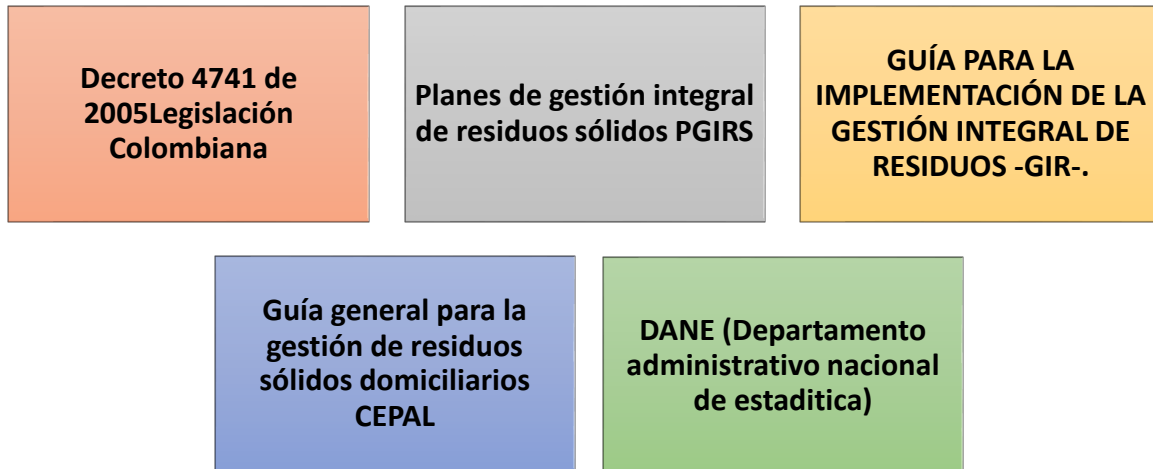 Decreto 4741 de
2005Legislación
Colombiana
Planes de gestión integral
de residuos sólidos PGIRS
GUÍA PARA LA
IMPLEMENTACIÓN DE LA
GESTIÓN INTEGRAL DE
RESIDUOS -GIR-.
Guía general para la
gestión de residuos
sólidos domiciliarios
CEPAL
DANE (Departamento
administrativo nacional
de estaditica)